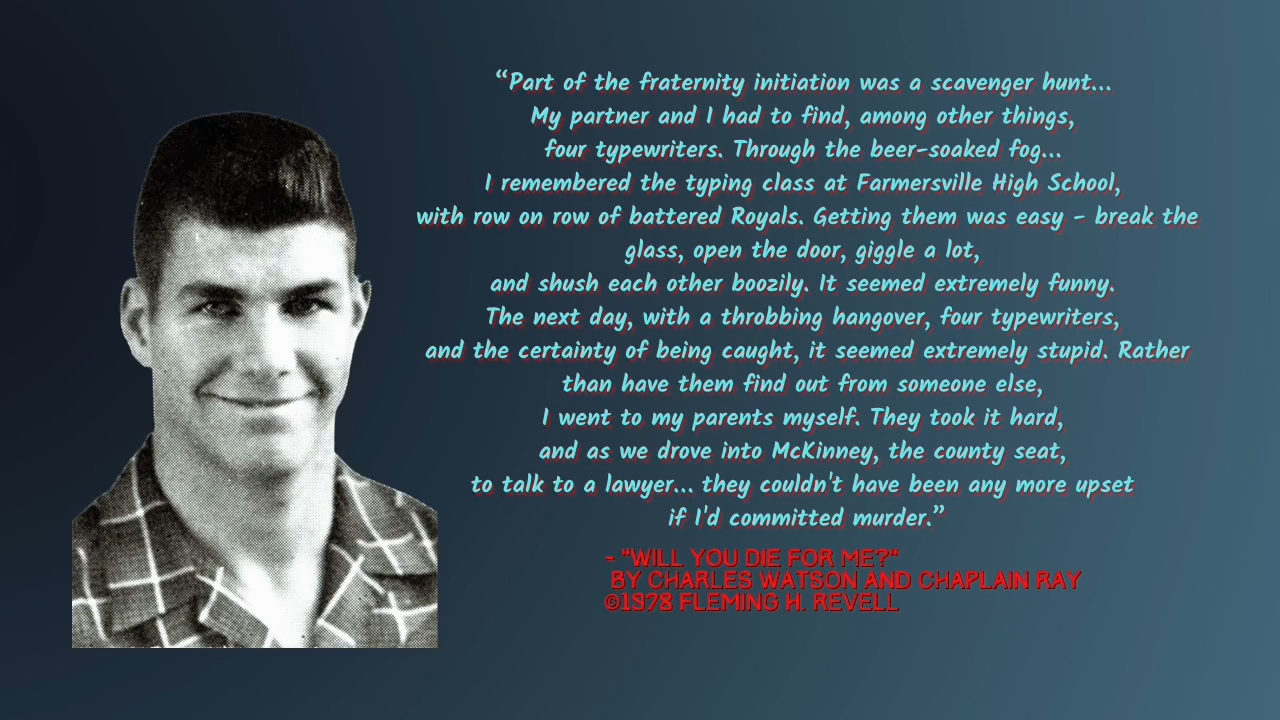 “Part of the fraternity initiation was a scavenger hunt...
My partner and I had to find, among other things,
four typewriters. Through the beer-soaked fog...
I remembered the typing class at Farmersville High School,
with row on row of battered Royals. Getting them was easy - break the
glass, open the door, giggle a lot,
and shush each other boozily. It seemed extremely funny.
The next day, with a throbbing hangover, four typewriters,
and the certainty of being caught, it seemed extremely stupid. Rather
than have them find out from someone else,
I went to my parents myself. They took it hard,
and as we drove into McKinney, the county seat,
to talk to a lawyer... they couldn't have been any more upset
if I'd committed murder.”
- "WILL YOU DIE FOR ME?"
BY CHARLES WATSON AND CHAPLAIN RAY
©1978 FLEMING H. REVELL